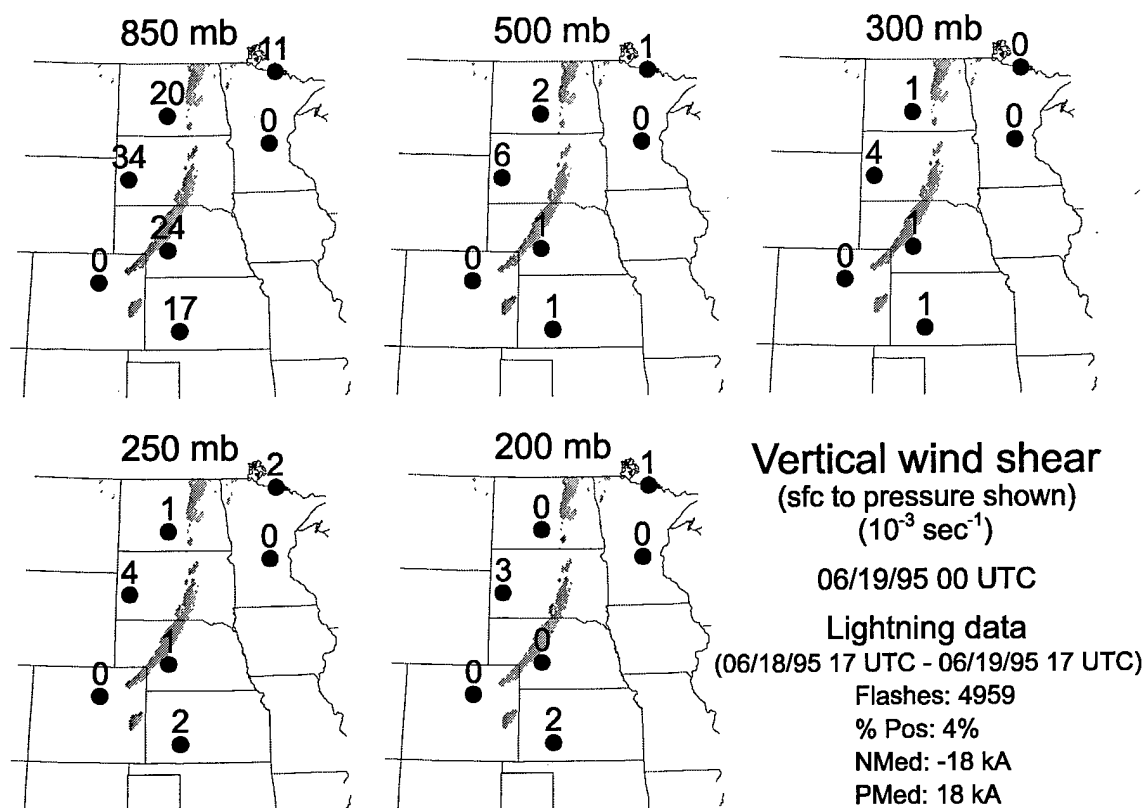 850 mb
11
20
0
34
24
0
17
500 mb
1
2
0
6
1
0
1
300 mb
0
1
0
4
1
0
1
250 mb
2
1
0
4
1
0
2
200 mb
1
0
0
3
0
0
2
Vertical wind shear
(sfc to pressure shown)
(10⁻³ sec⁻¹)
06/19/95 00 UTC
Lightning data
(06/18/95 17 UTC - 06/19/95 17 UTC)
Flashes: 4959
% Pos: 4%
NMed: -18 kA
PMed: 18 kA